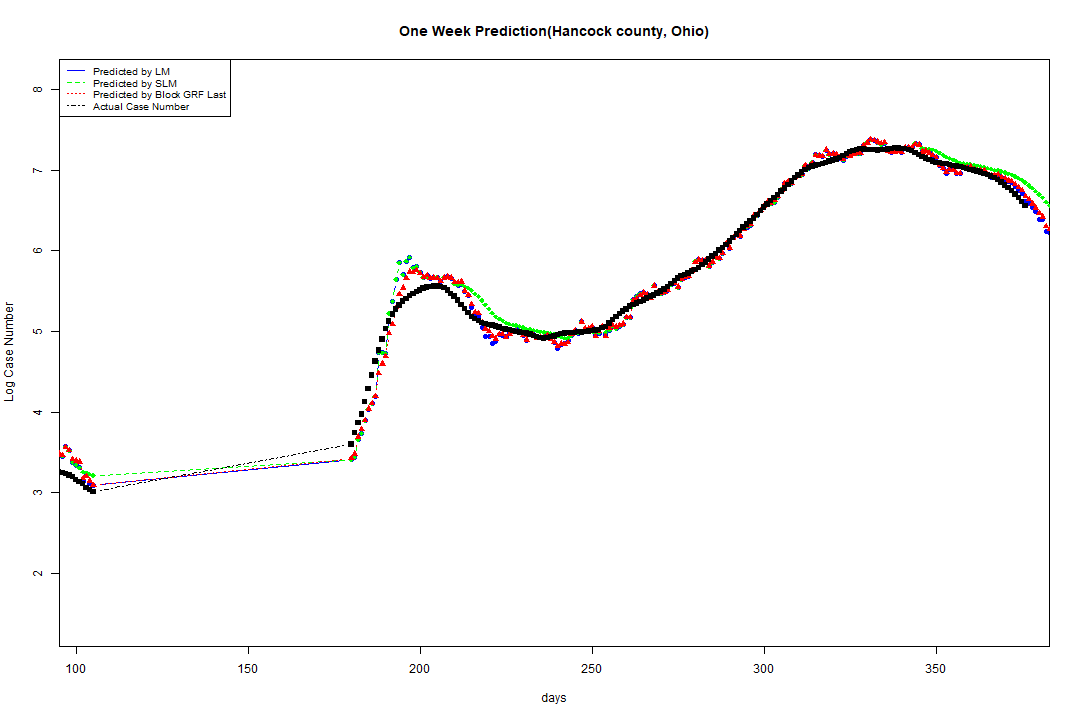 One Week Prediction(Hancock county, Ohio)
Predicted by LM
Predicted by SLM
Predicted by Block GRF Last
Actual Case Number
8
7
6
5
4
3
2
Log Case Number
100 150 200 250 300 350
days